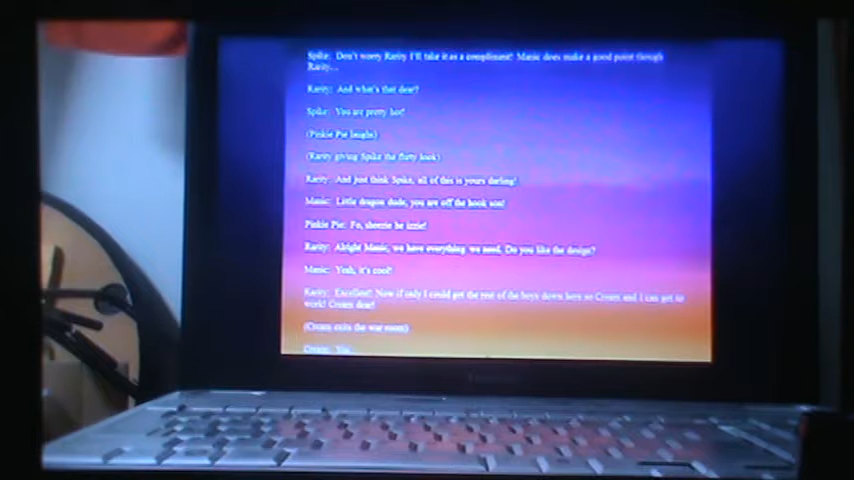 Spike: Don't worry Rarity I'll take it as a compliment! Manic does make a good point though
Rarity...
Rarity: And what's that dear?
Spike: You are pretty hot!
(Pinkie Pie laughs)
(Rarity giving Spike the flirty look)
Rarity: And just think Spike, all of this is yours darling!
Manic: Little dragon dude, you are off the hook son!
Pinkie Pie: Fo, sheezie he izzie!
Rarity: Alright Manic, we have everything we need. Do you like the design?
Manic: Yeah, it's cool!
Rarity: Excellent! Now if only I could get the rest of the boys down here so Cream and I can get to
work! Cream dear!
(Cream exits the war room)
Cream: Yes